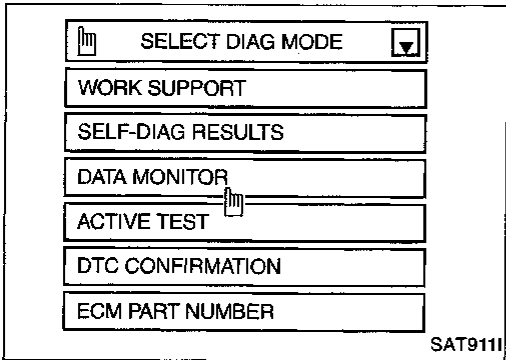 SELECT DIAG MODE
WORK SUPPORT
SELF-DIAG RESULTS
DATA MONITOR
ACTIVE TEST
DTC CONFIRMATION
ECM PART NUMBER
SAT911I